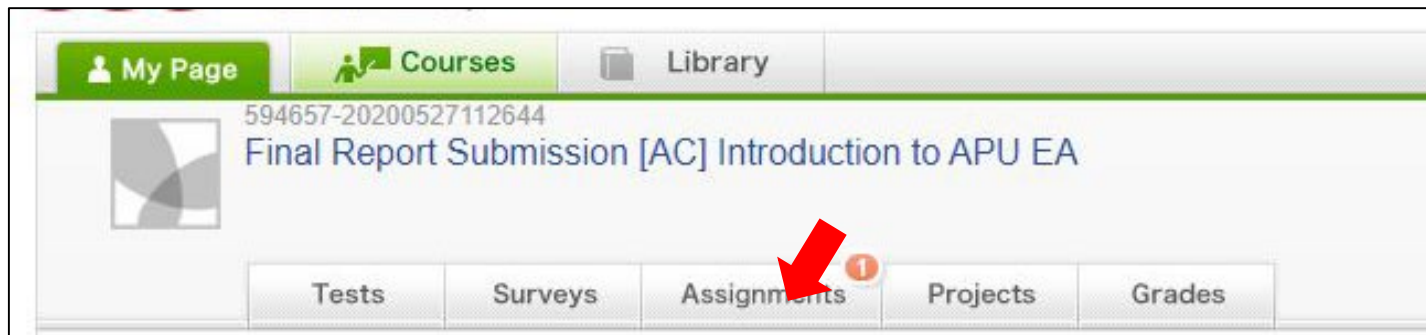 My Page Courses Library
594657-20200527112644
Final Report Submission [AC] Introduction to APU EA
1
Tests Surveys Assignments Projects Grades